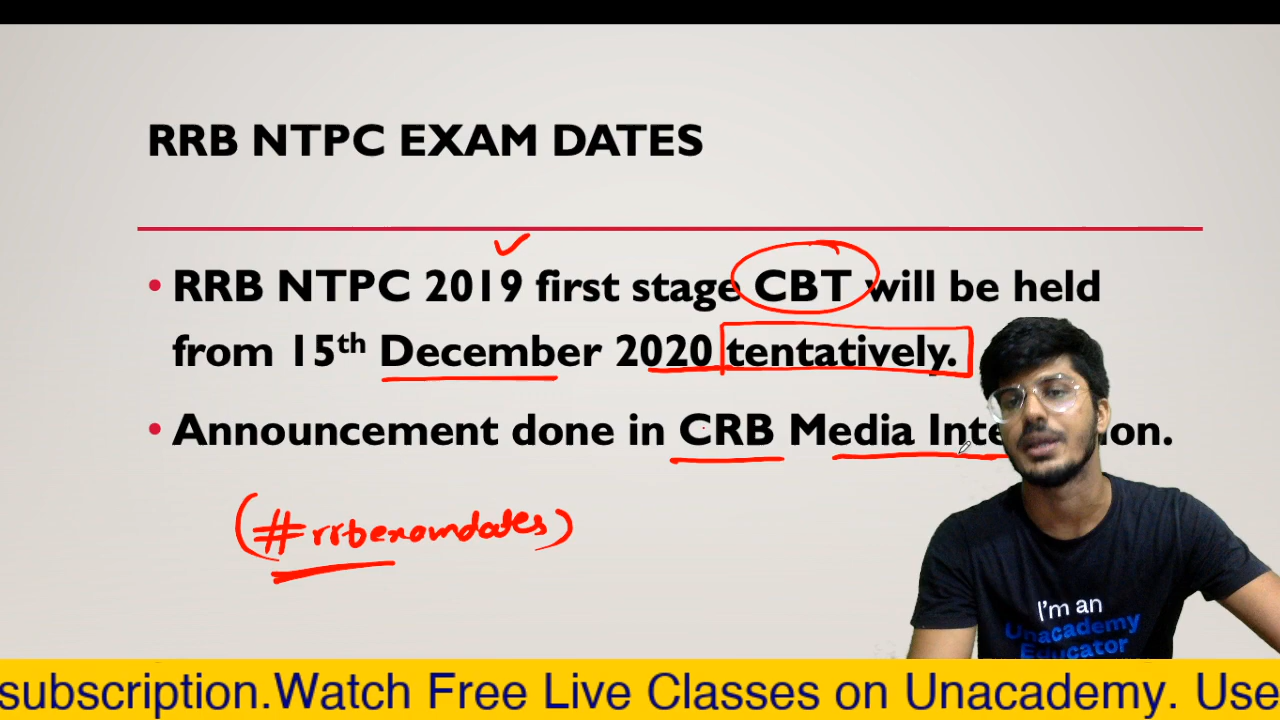 RRB NTPC EXAM DATES
• RRB NTPC 2019 first stage CBT will be held
from 15th December 2020 tentatively.
• Announcement done in CRB Media
(#rrbexamdates)
I'm an
Unacademy
Educator
subscription.Watch Free Live Classes on Unacademy. Use